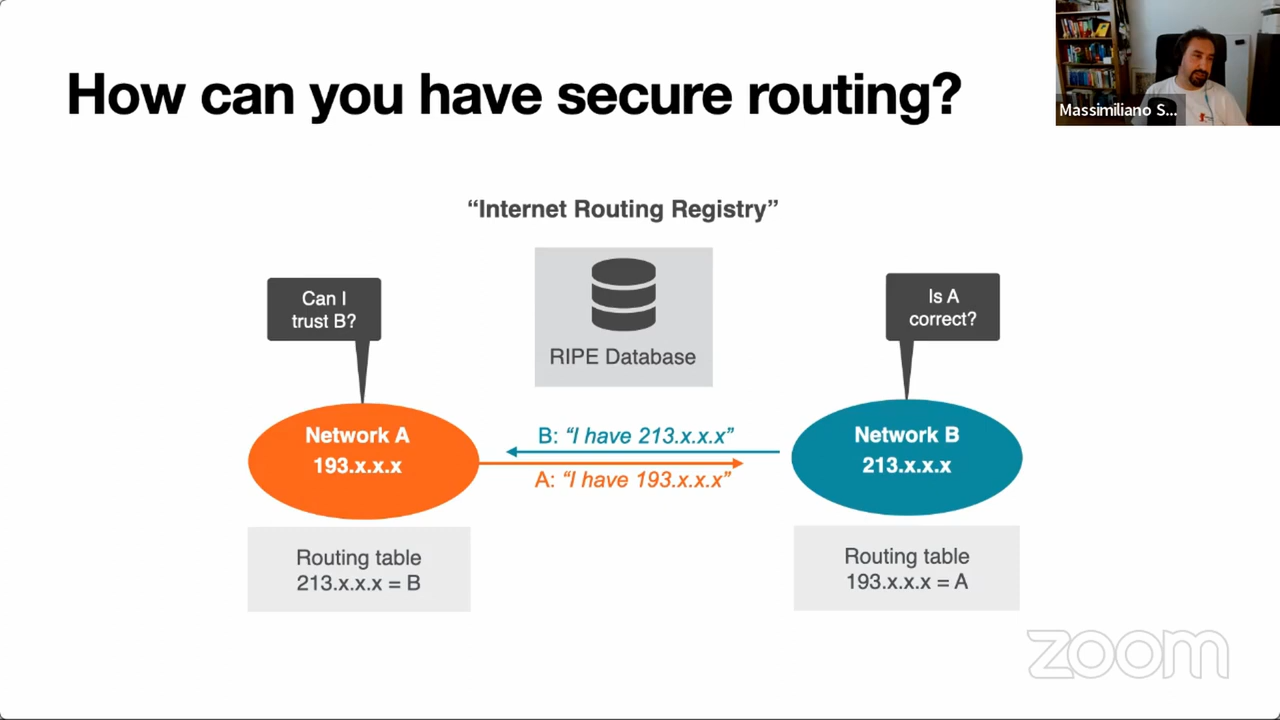 How can you have secure routing?
Massimiliano S...
“Internet Routing Registry”
Can I
trust B?
RIPE Database
Is A
correct?
Network A
193.x.x.x
B: “I have 213.x.x.x”
A: “I have 193.x.x.x”
Network B
213.x.x.x
Routing table
213.x.x.x = B
Routing table
193.x.x.x = A
zoom